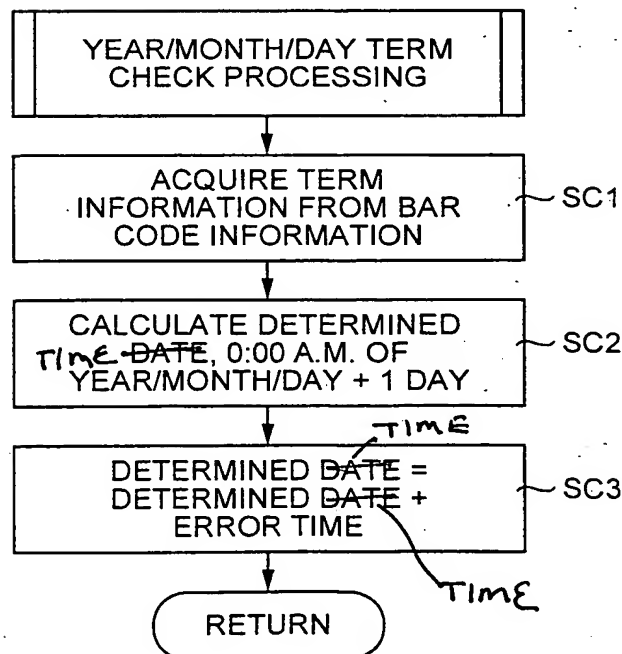 YEAR/MONTH/DAY TERM
CHECK PROCESSING
ACQUIRE TERM
INFORMATION FROM BAR
CODE INFORMATION
SC1
CALCULATE DETERMINED
TIME DATE, 0:00 A.M. OF
YEAR/MONTH/DAY + 1 DAY
SC2
TIME
DETERMINED DATE =
DETERMINED DATE +
ERROR TIME
SC3
TIME
RETURN